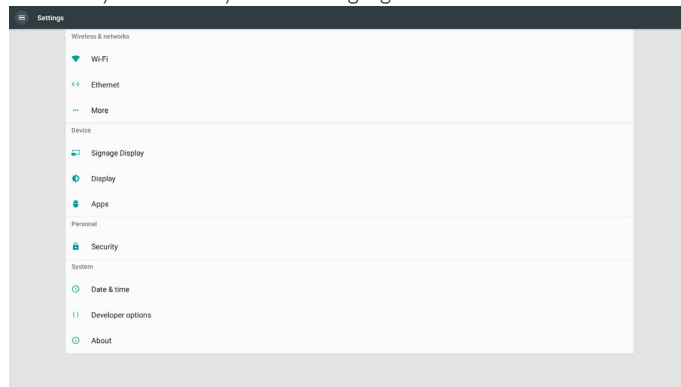 Settings
Wireless & networks
Wi-Fi
Ethernet
More
Device
Signage Display
Display
Apps
Personal
Security
System
Date & time
Developer options
About